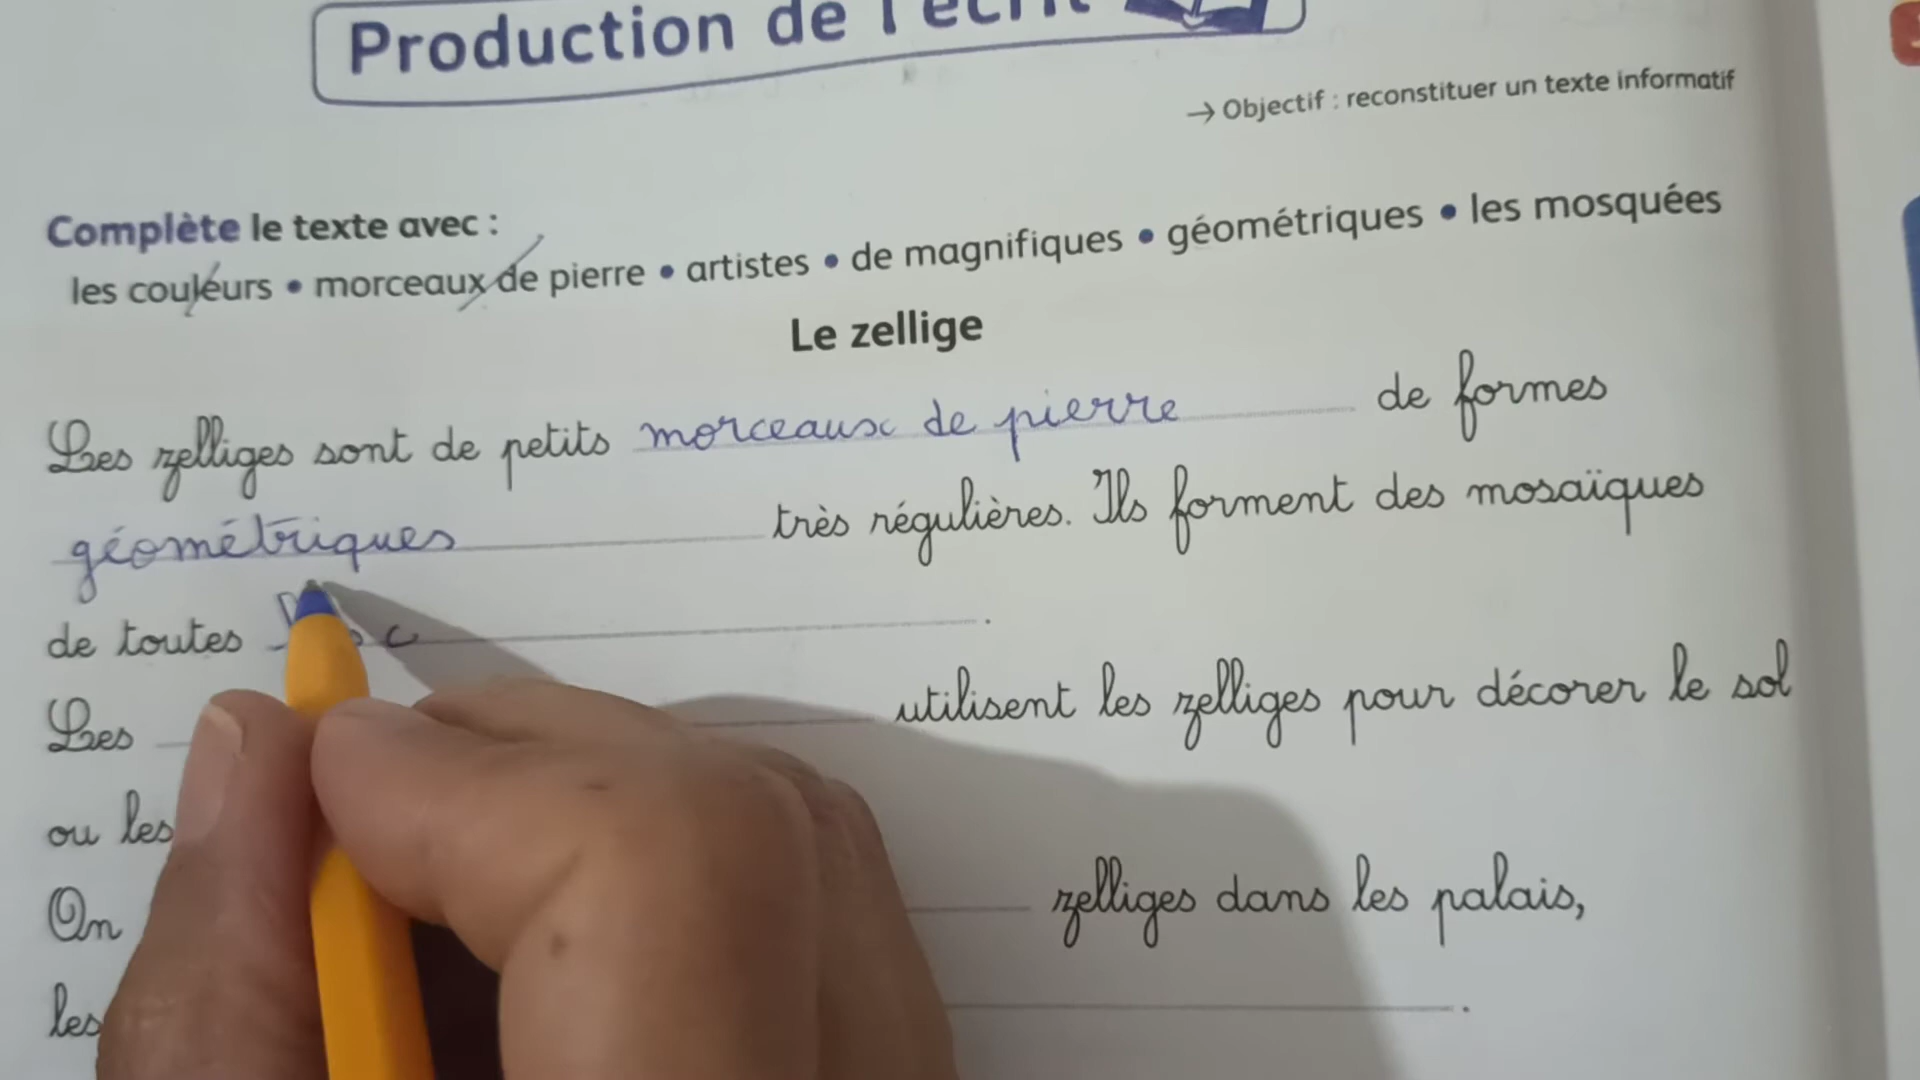 Production de l'écrit
→ Objectif : reconstituer un texte informatif
Complète le texte avec :
les couleurs • morceaux de pierre • artistes • de magnifiques • géométriques • les mosquées
Le zellige
Les zelliges sont de petits morceaux de pierre de formes
géométriques très régulières. Ils forment des mosaïques
de toutes c .
Les utilisent les zelliges pour décorer le sol
ou les
On zelliges dans les palais,
les .